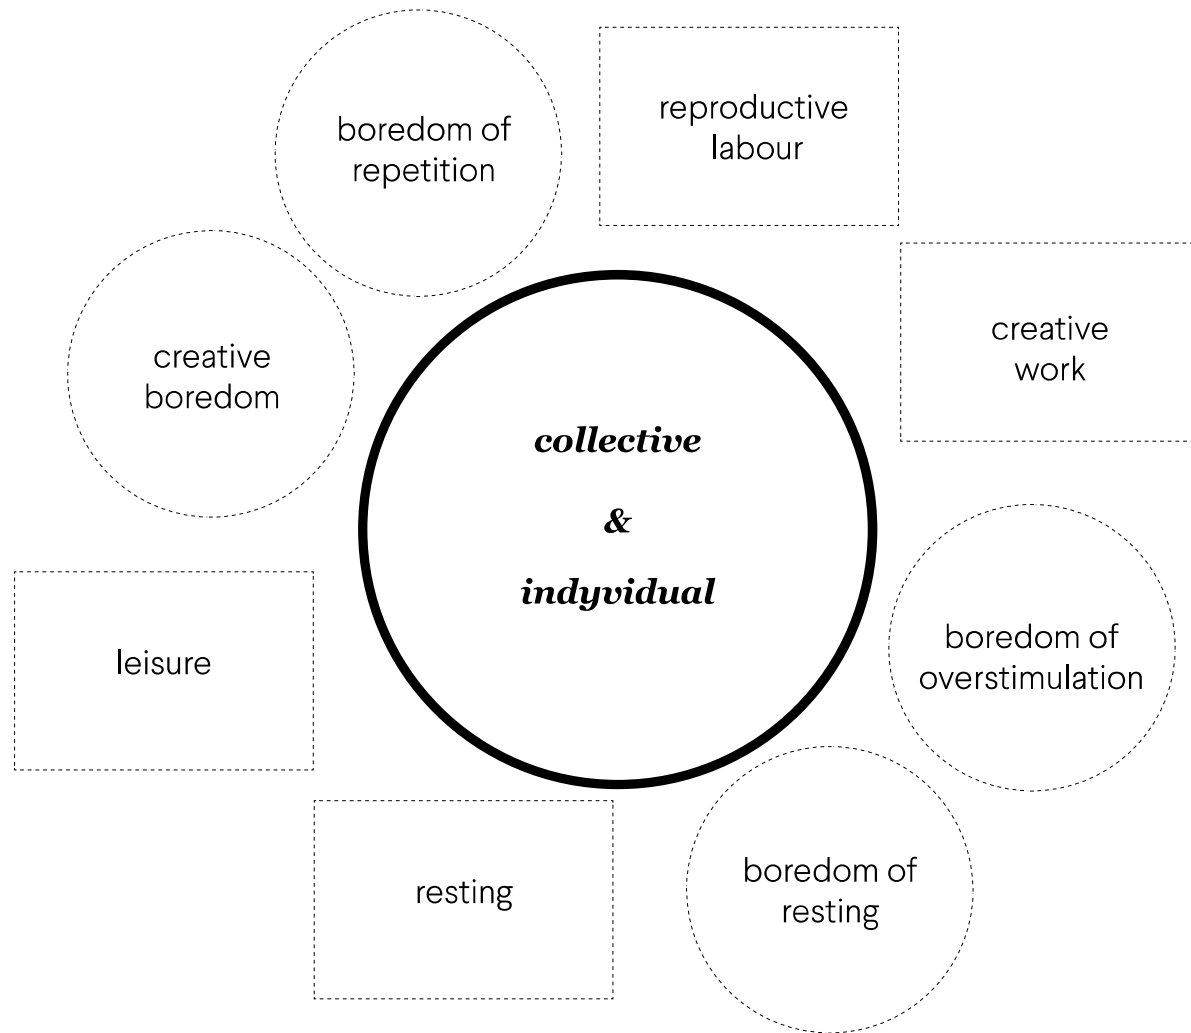 boredom of
repetition
reproductive
labour
creative
boredom
creative
work
collective
&
indyvidual
leisure
boredom of
overstimulation
resting
boredom of
resting